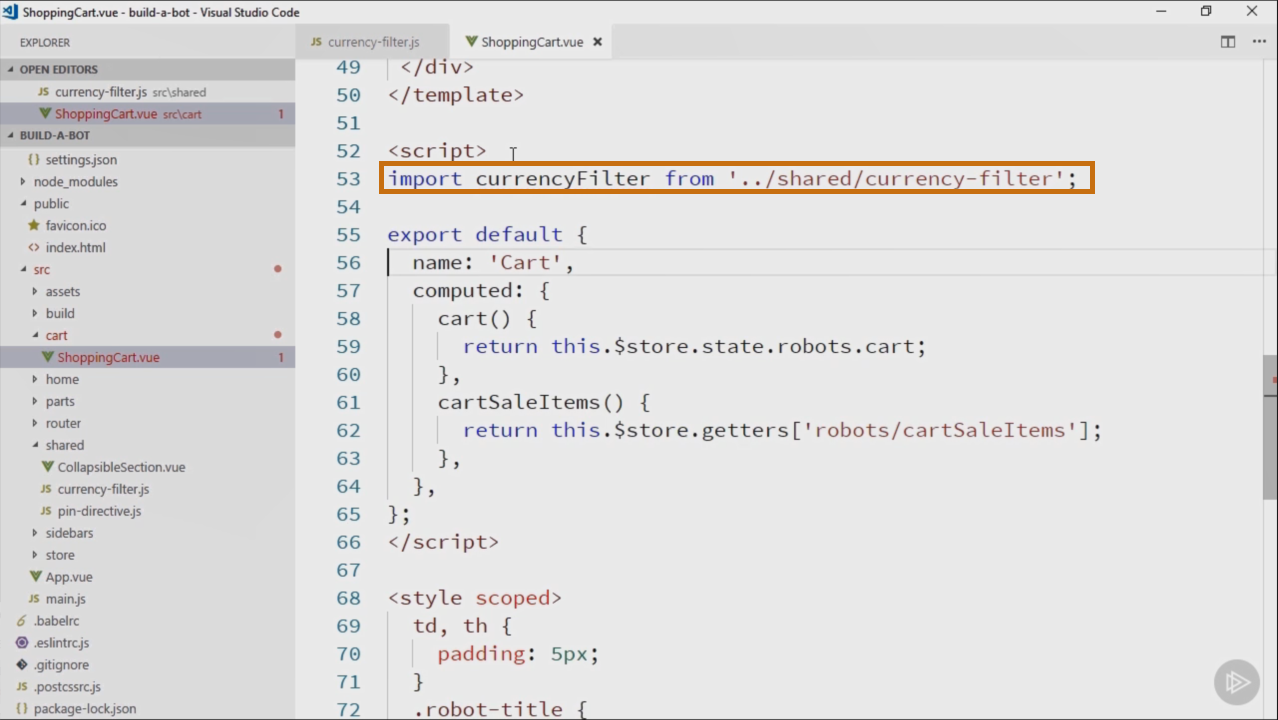 ShoppingCart.vue - build-a-bot - Visual Studio Code
EXPLORER
OPEN EDITORS
JS currency-filter.js src\shared
ShoppingCart.vue src\cart 1
BUILD-A-BOT
{} settings.json
node_modules
public
favicon.ico
<> index.html
src
assets
build
cart
ShoppingCart.vue 1
home
parts
router
shared
CollapsibleSection.vue
JS currency-filter.js
JS pin-directive.js
sidebars
store
App.vue
JS main.js
6 .babelrc
.eslintrc.js
.gitignore
JS .postcssrc.js
{} package-lock.json
JS currency-filter.js
ShoppingCart.vue
49 </div>
50 </template>
51
52 <script>
53 import currencyFilter from '../shared/currency-filter';
54
55 export default {
56 name: 'Cart',
57 computed: {
58 cart() {
59 return this.$store.state.robots.cart;
60 },
61 cartSaleItems() {
62 return this.$store.getters['robots/cartSaleItems'];
63 },
64 },
65 };
66 </script>
67
68 <style scoped>
69 td, th {
70 padding: 5px;
71 }
72 .robot-title {